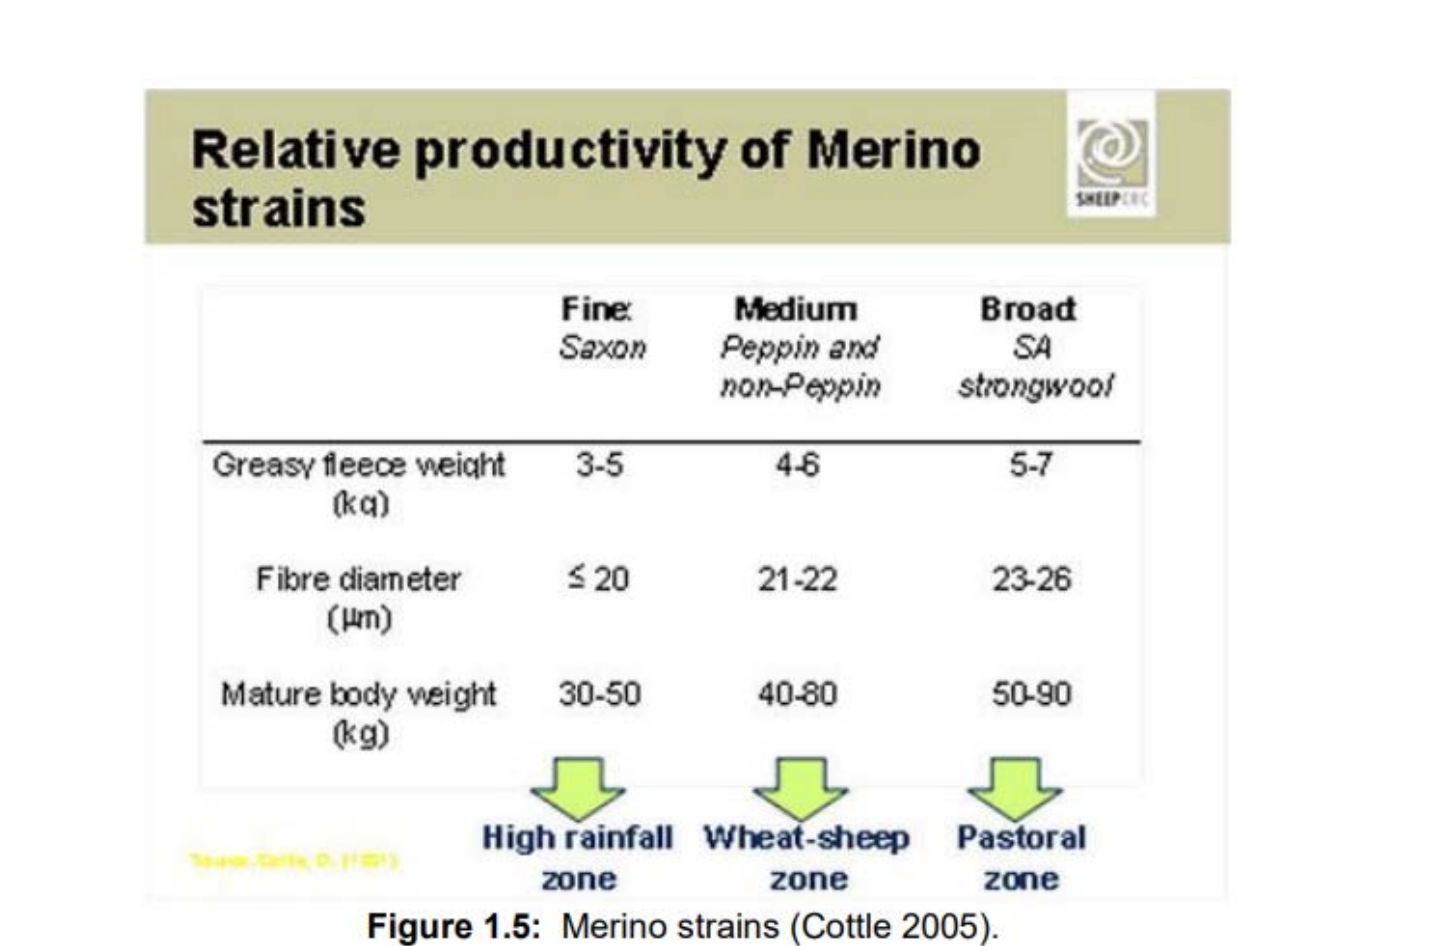 Relative productivity of Merino
strains
SHEEP CRC
Fine: Medium Broad
Saxon Peppin and SA
non-Peppin strongwool
Greasy fleece weight 3-5 4-6 5-7
(kg)
Fibre diameter ≤ 20 21-22 23-26
(µm)
Mature body weight 30-50 40-80 50-90
(kg)
High rainfall Wheat-sheep Pastoral
zone zone zone
Figure 1.5: Merino strains (Cottle 2005).